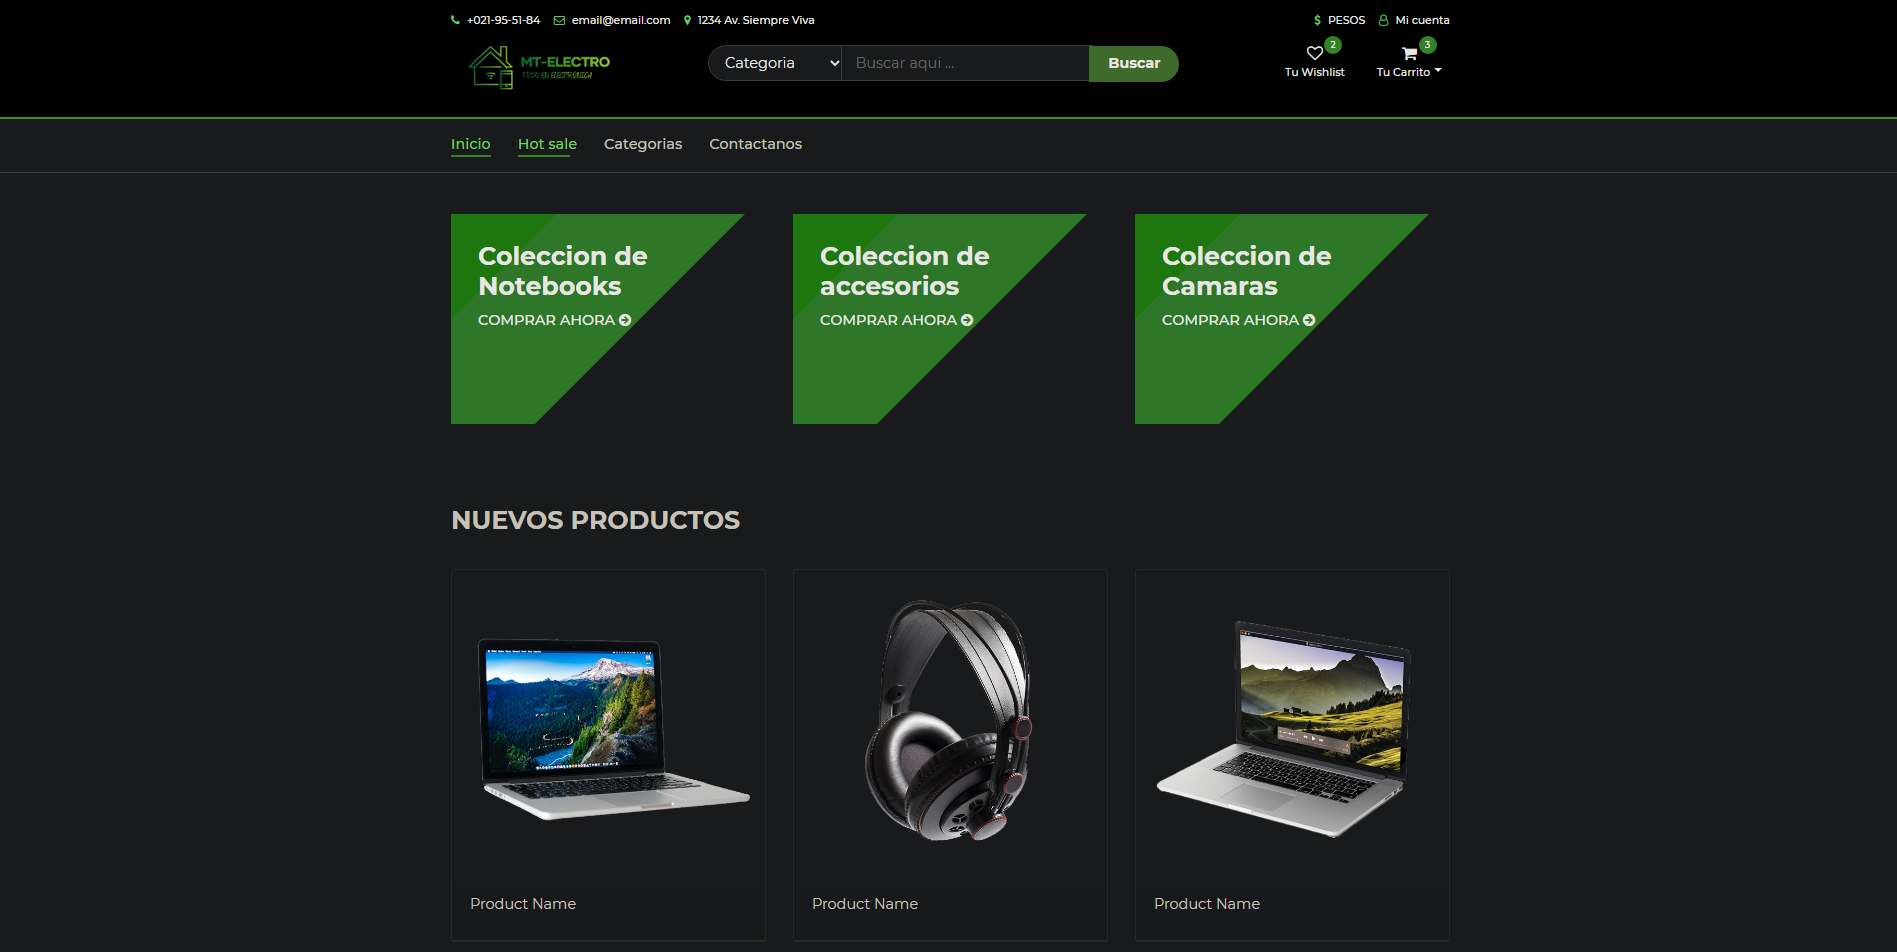 +021-95-51-84 email@email.com 1234 Av. Siempre Viva
$ PESOS Mi cuenta
MT-ELECTRO
TODO EN ELECTRÓNICA
Categoria Buscar aqui ... Buscar
2
Tu Wishlist
3
Tu Carrito
Inicio Hot sale Categorias Contactanos
Coleccion de
Notebooks
COMPRAR AHORA
Coleccion de
accesorios
COMPRAR AHORA
Coleccion de
Camaras
COMPRAR AHORA
NUEVOS PRODUCTOS
Product Name
Product Name
Product Name